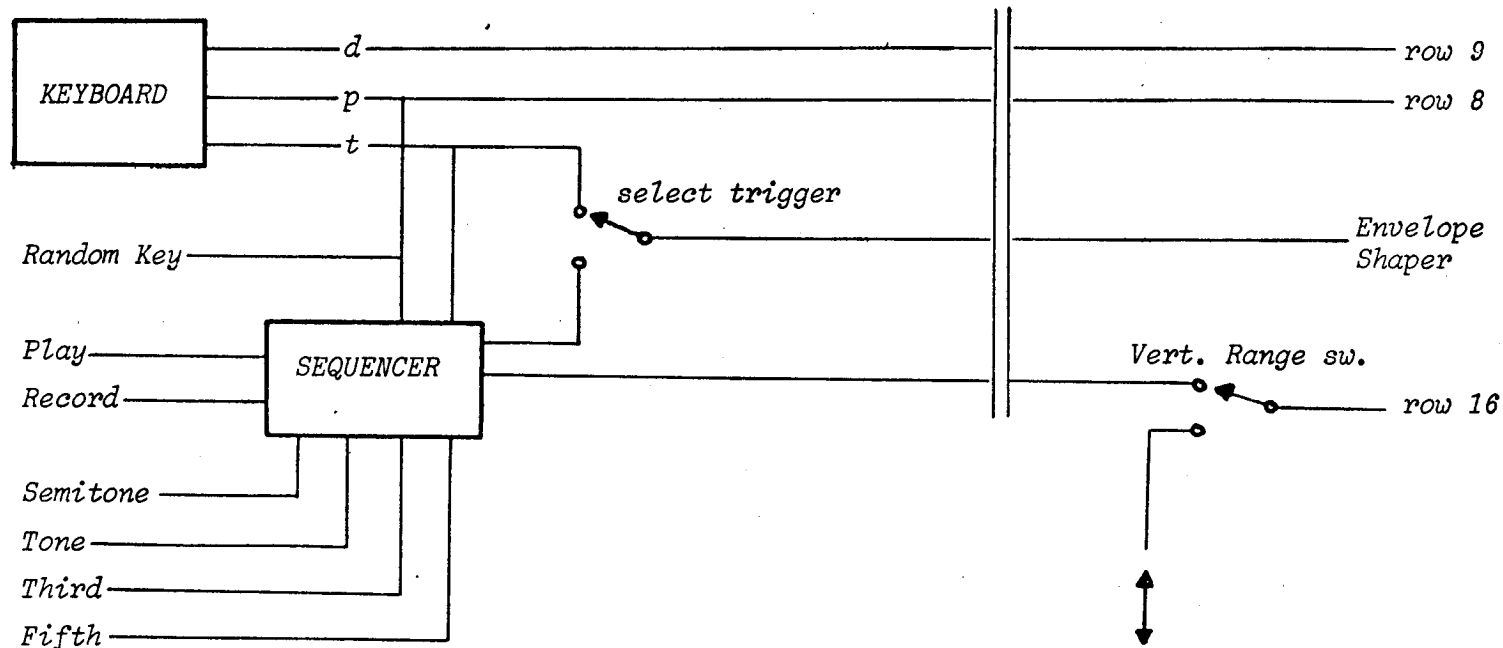 KEYBOARD
d
row 9
p
row 8
t
select trigger
Envelope
Shaper
Random Key
Play
SEQUENCER
Vert. Range sw.
Record
row 16
Semitone
Tone
Third
Fifth